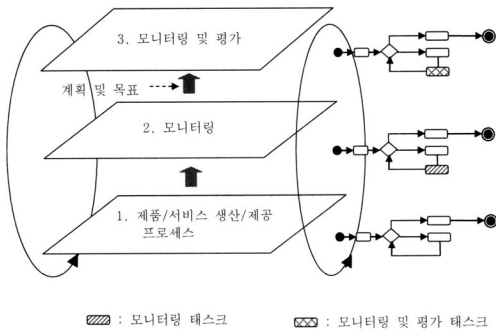 3. 모니터링 및 평가
계획 및 목표
2. 모니터링
1. 제품/서비스 생산/제공
프로세스
: 모니터링 태스크
: 모니터링 및 평가 태스크